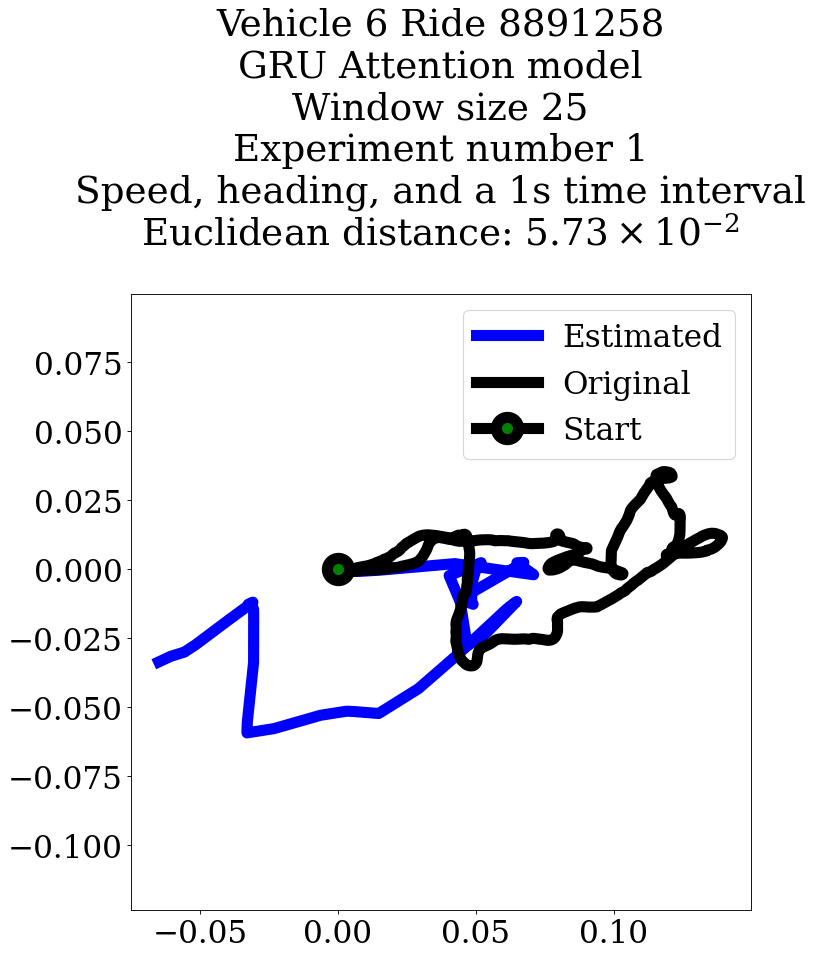 Vehicle 6 Ride 8891258
GRU Attention model
Window size 25
Experiment number 1
Speed, heading, and a 1s time interval
Euclidean distance: 5.73 × 10⁻²
Estimated
Original
Start
0.075
0.050
0.025
0.000
−0.025
−0.050
−0.075
−0.100
−0.05
0.00
0.05
0.10